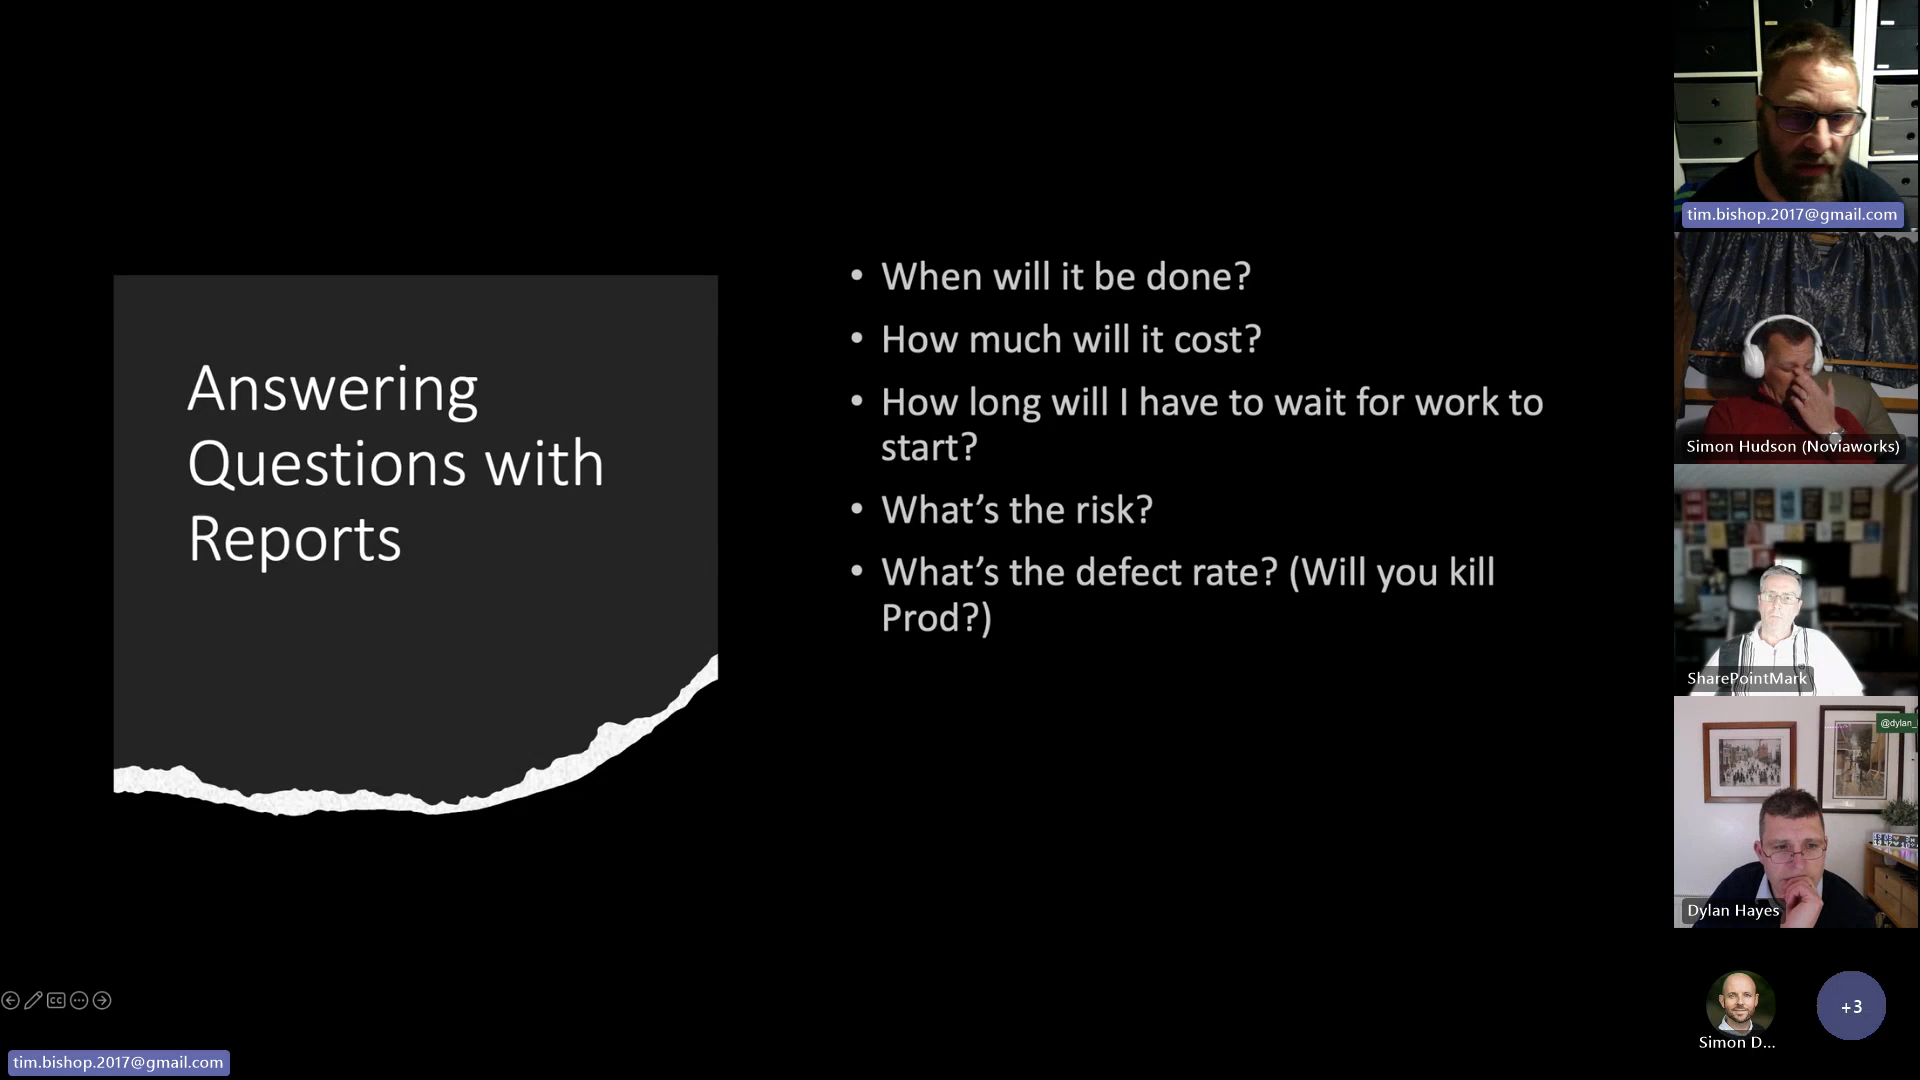 Answering
Questions with
Reports
• When will it be done?
• How much will it cost?
• How long will I have to wait for work to
start?
• What's the risk?
• What's the defect rate? (Will you kill
Prod?)
tim.bishop.2017@gmail.com
Simon Hudson (Noviaworks)
SharePointMark
@dylan_
Dylan Hayes
Simon D...
+3
CC
tim.bishop.2017@gmail.com